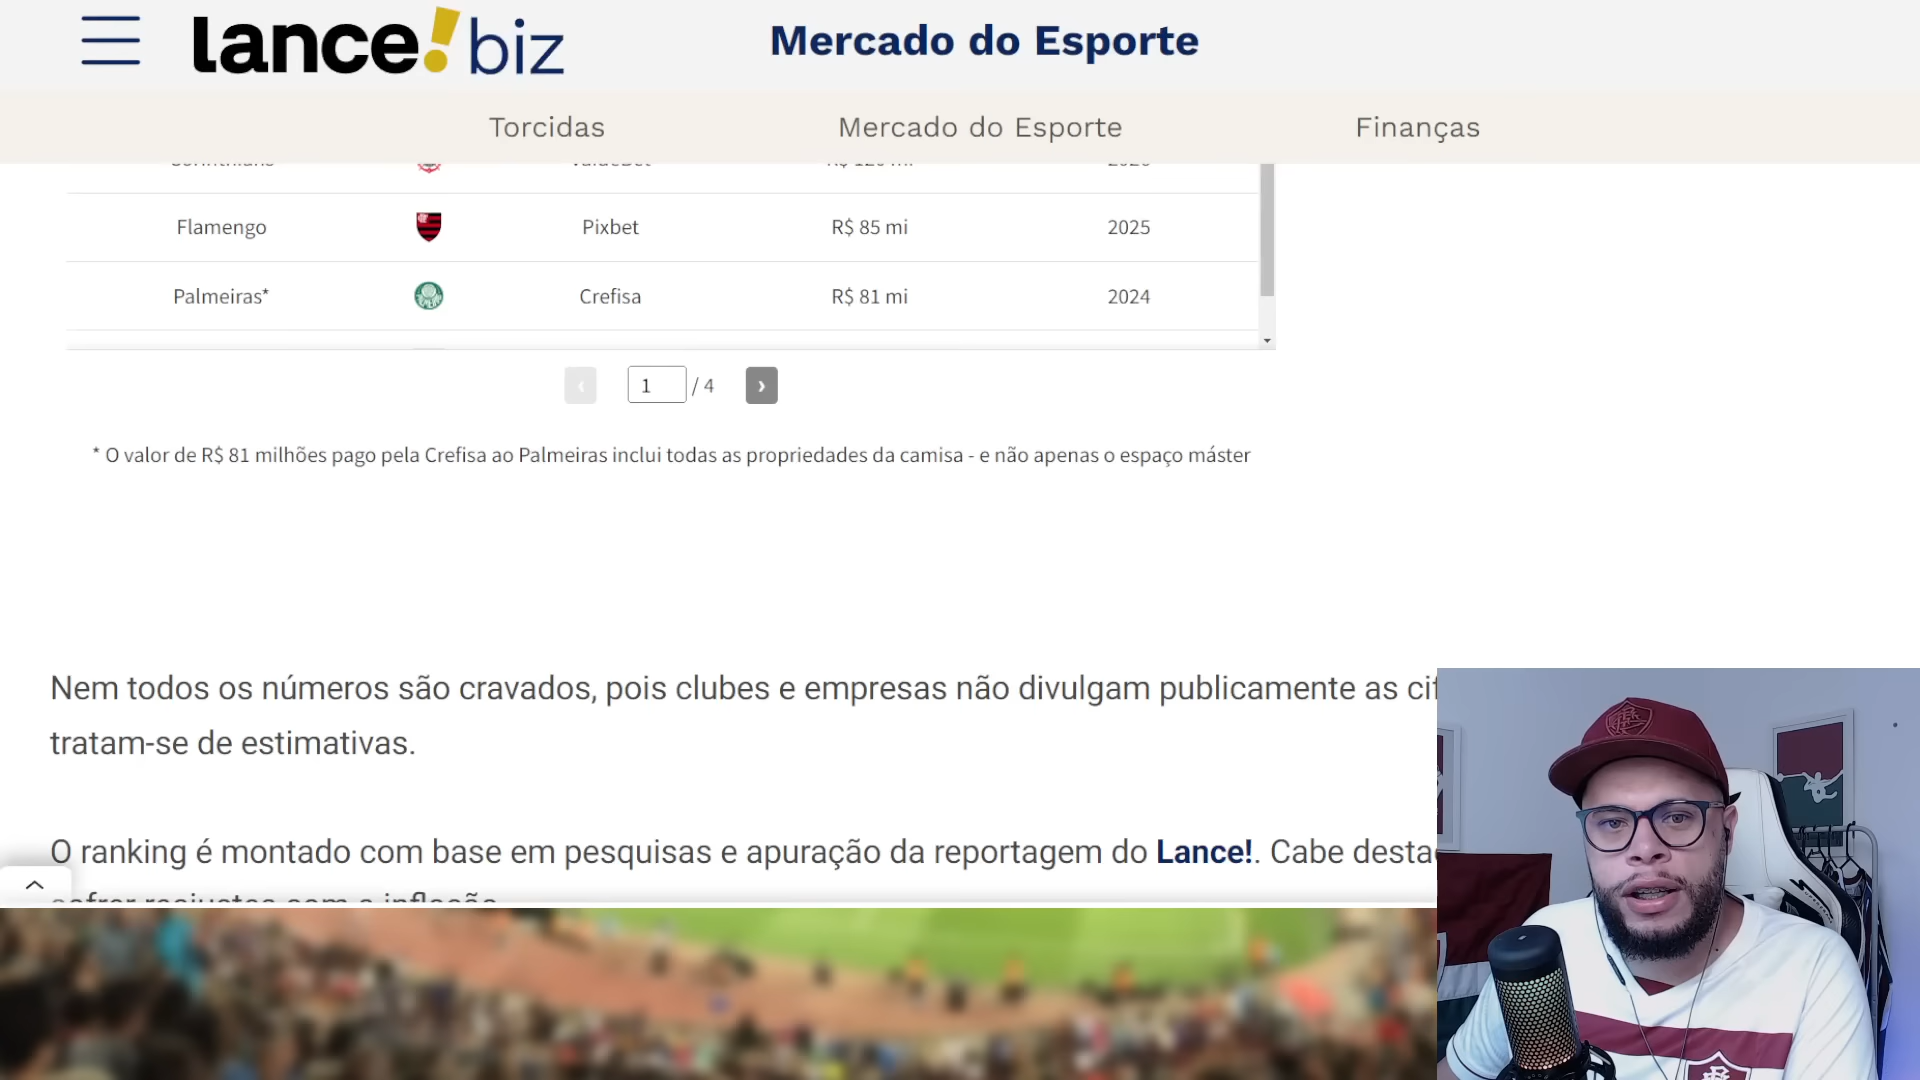 lance!biz
Mercado do Esporte
Torcidas
Mercado do Esporte
Finanças
Flamengo
Pixbet
R$ 85 mi
2025
Palmeiras*
Crefisa
R$ 81 mi
2024
‹
1
/ 4
›
* O valor de R$ 81 milhões pago pela Crefisa ao Palmeiras inclui todas as propriedades da camisa - e não apenas o espaço máster
Nem todos os números são cravados, pois clubes e empresas não divulgam publicamente as
tratam-se de estimativas.
O ranking é montado com base em pesquisas e apuração da reportagem do Lance!. Cabe